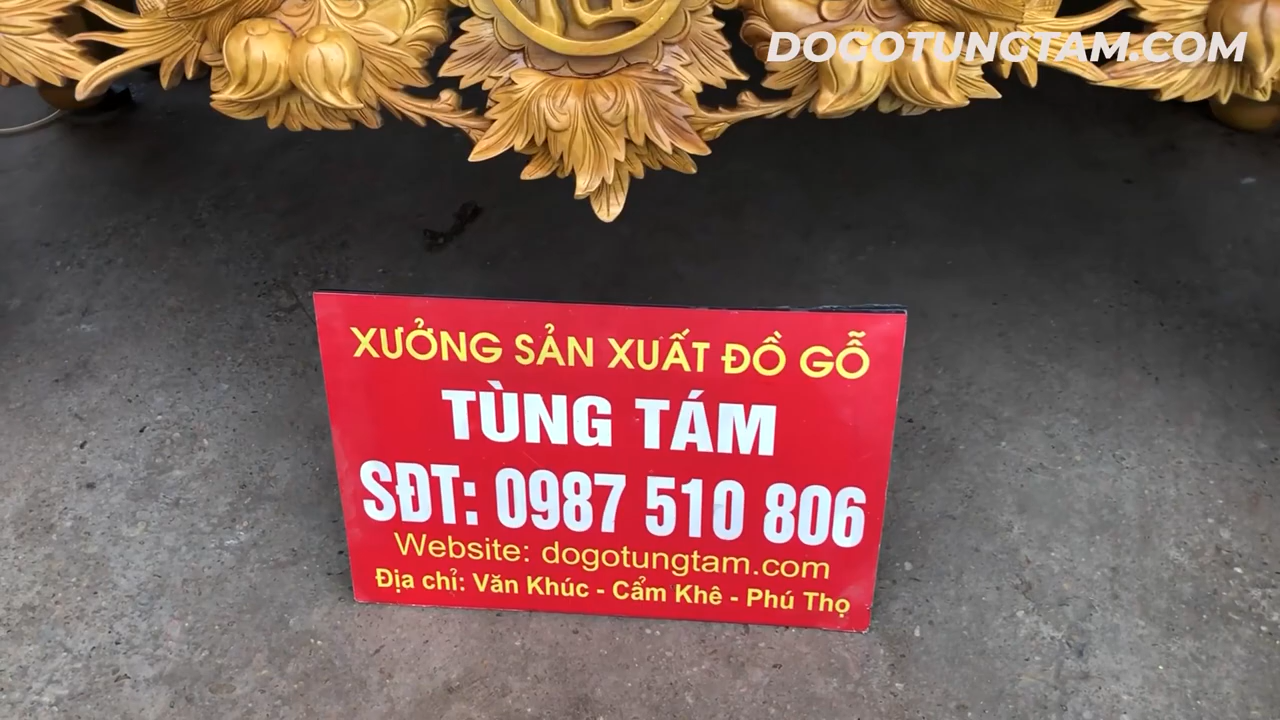 DOGOTUNGTAM.COM
XƯỞNG SẢN XUẤT ĐỒ GỖ
TÙNG TÁM
SĐT: 0987 510 806
Website: dogotungtam.com
Địa chỉ: Văn Khúc - Cẩm Khê - Phú Thọ